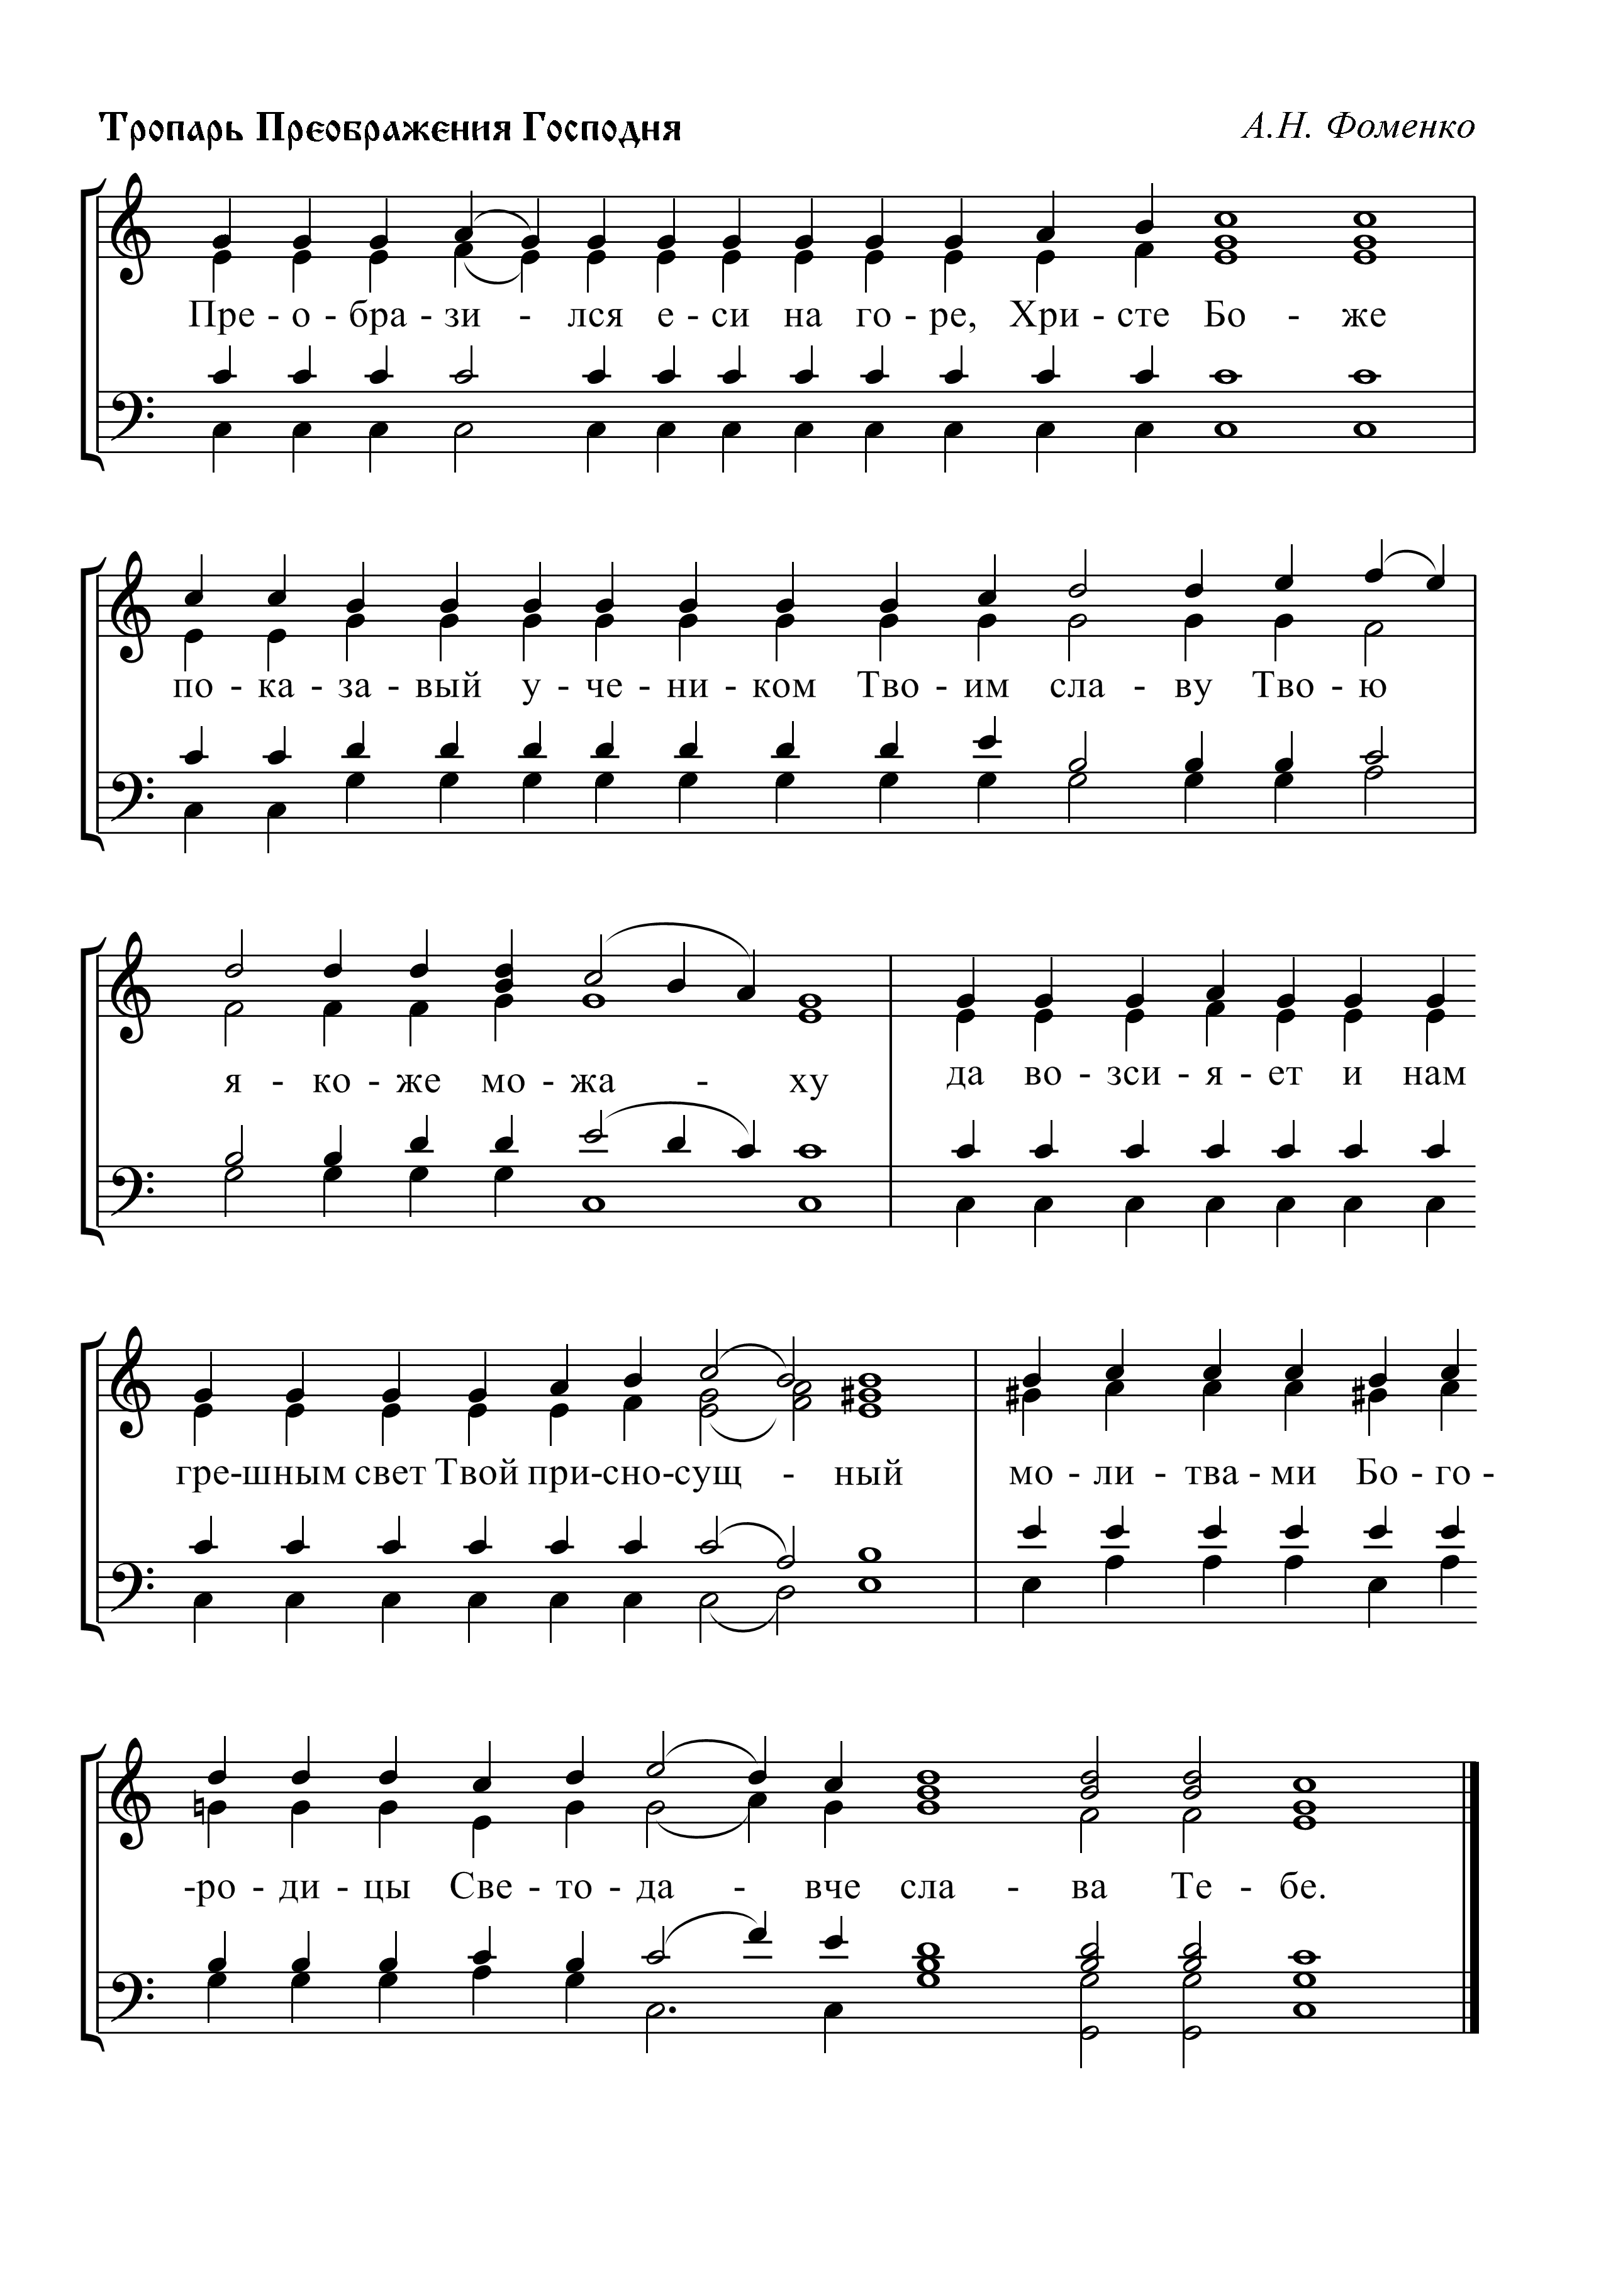 Тропарь Преображения Господня
А.Н. Фоменко
Пре - о - бра - зи - лся е - си на го - ре, Хри - сте Бо - же
по - ка - за - вый у - че - ни - ком Тво - им сла - ву Тво - ю
я - ко - же мо - жа - ху да во - зси - я - ет и нам
гре-шным свет Твой при-сно-сущ - ный мо - ли - тва - ми Бо - го -
-ро - ди - цы Све - то - да - вче сла - ва Те - бе.